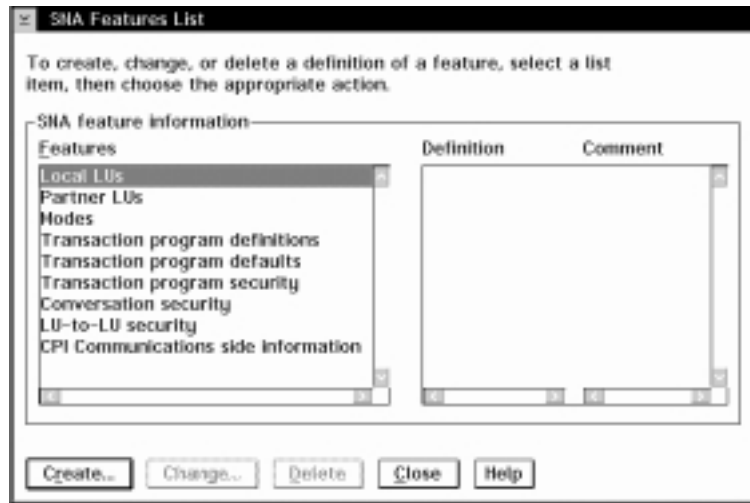 SNA Features List
To create, change, or delete a definition of a feature, select a list
item, then choose the appropriate action.
SNA feature information
Features
Definition
Comment
Local LUs
Partner LUs
Modes
Transaction program definitions
Transaction program defaults
Transaction program security
Conversation security
LU-to-LU security
CPI Communications side information
Create...
Change...
Delete
Close
Help